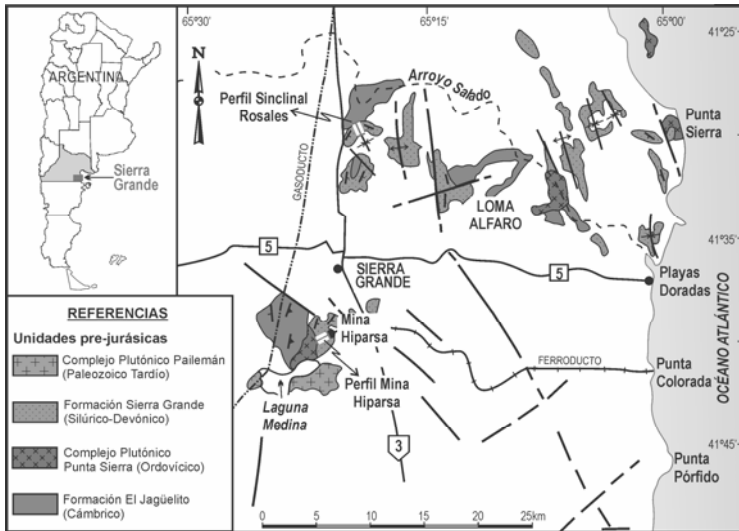 65°30'
65°15'
65°00'
41°25'
ARGENTINA
Sierra
Grande
N
Arroyo Salado
Perfil Sinclinal
Rosales
Punta
Sierra
GASODUCTO
LOMA
ALFARO
41°35'
5
SIERRA
GRANDE
5
Playas
Doradas
OCÉANO ATLÁNTICO
REFERENCIAS
Unidades pre-jurásicas
Complejo Plutónico Pailemán
(Paleozoico Tardío)
Formación Sierra Grande
(Silúrico-Devónico)
Complejo Plutónico
Punta Sierra (Ordovícico)
Formación El Jagüelito
(Cámbrico)
Mina
Hiparsa
FERRODUCTO
Punta
Colorada
Perfil Mina
Hiparsa
Laguna
Medina
3
41°45'
Punta
Pórfido
0 5 10 15 20 25km